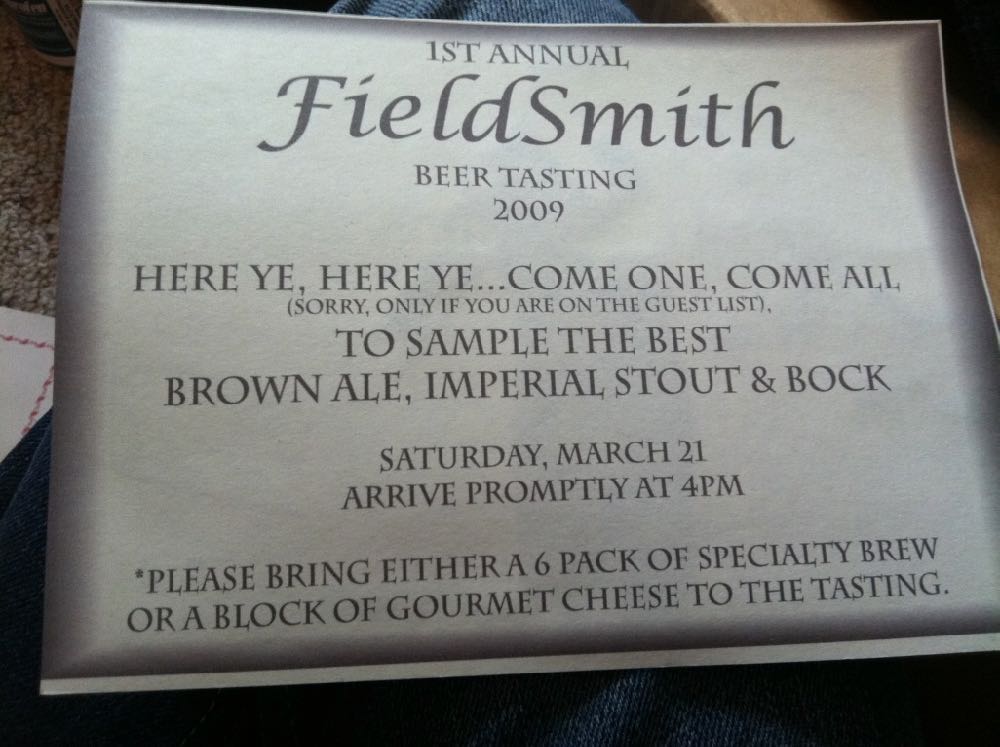 1ST ANNUAL
FieldSmith
BEER TASTING
2009
HERE YE, HERE YE...COME ONE, COME ALL
(SORRY, ONLY IF YOU ARE ON THE GUEST LIST),
TO SAMPLE THE BEST
BROWN ALE, IMPERIAL STOUT & BOCK
SATURDAY, MARCH 21
ARRIVE PROMPTLY AT 4PM
*PLEASE BRING EITHER A 6 PACK OF SPECIALTY BREW
OR A BLOCK OF GOURMET CHEESE TO THE TASTING.